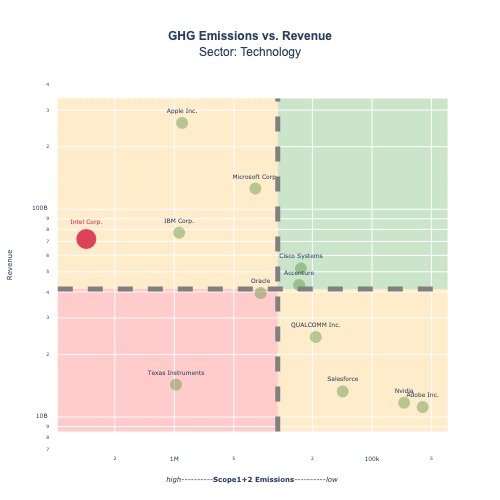 GHG Emissions vs. Revenue
Sector: Technology
4
3
Apple Inc.
2
Microsoft Corp.
100B
9
IBM Corp.
Intel Corp.
8
7
6
Cisco Systems
5
Accenture
Oracle
4
3
QUALCOMM Inc.
2
Texas Instruments
Salesforce
Nvidia
Adobe Inc.
10B
9
8
7
Revenue
2
1M
5
2
100k
5
high----------Scope1+2 Emissions----------low